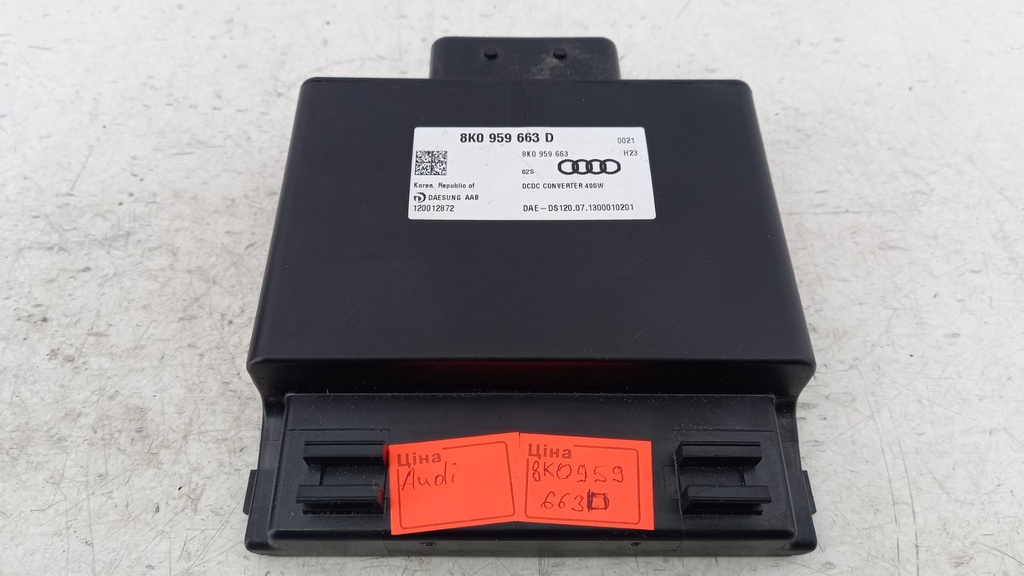 8K0 959 663 D
0021
8K0 959 663
H23
02S
Korea, Republic of
DCDC CONVERTER 400W
DAESUNG AAB
120012872
DAE-DS120.07.1300010201
Ціна
Audi
Ціна
8K0959
663D